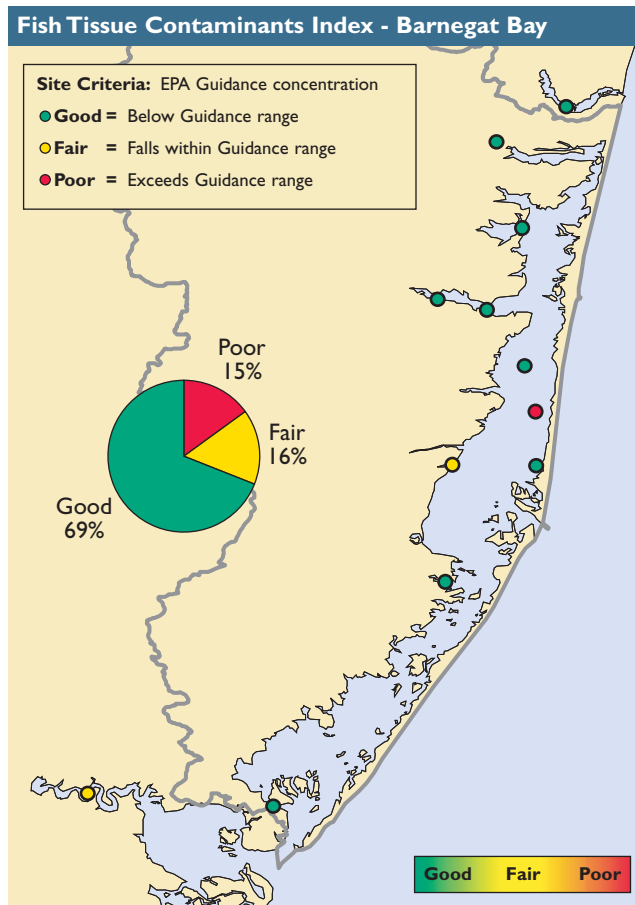 Fish Tissue Contaminants Index - Barnegat Bay
Site Criteria: EPA Guidance concentration
Good = Below Guidance range
Fair = Falls within Guidance range
Poor = Exceeds Guidance range
Poor
15%
Fair
16%
Good
69%
Good Fair Poor